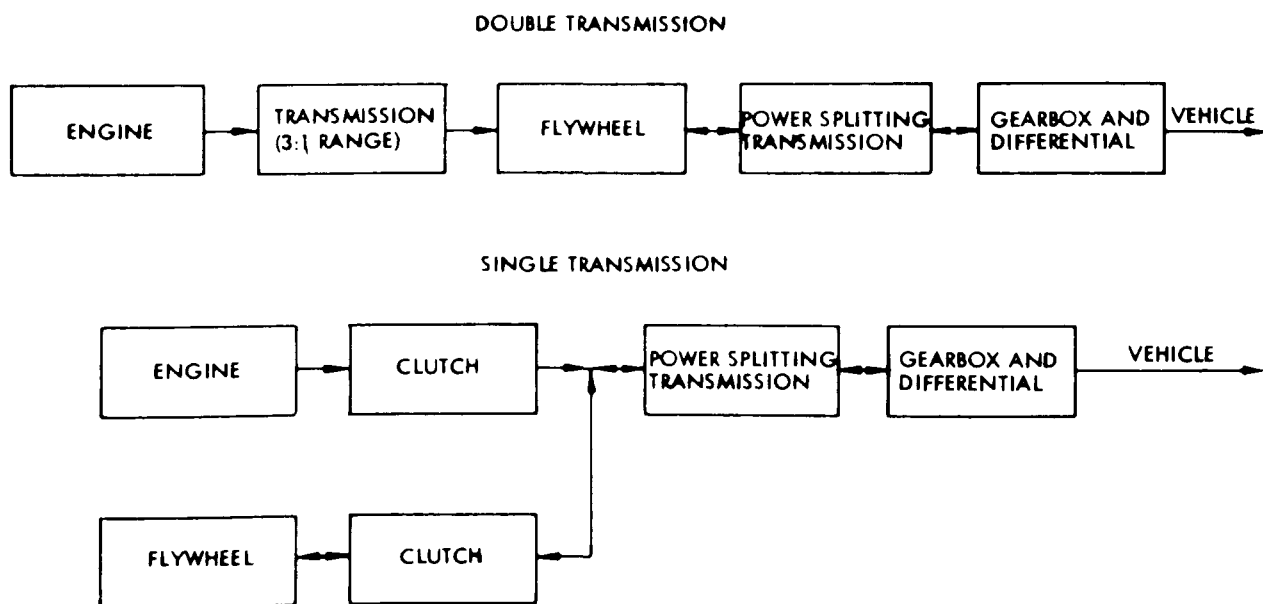 DOUBLE TRANSMISSION
ENGINE
TRANSMISSION
(3:1 RANGE)
FLYWHEEL
POWER SPLITTING
TRANSMISSION
GEARBOX AND
DIFFERENTIAL
VEHICLE
SINGLE TRANSMISSION
ENGINE
CLUTCH
POWER SPLITTING
TRANSMISSION
GEARBOX AND
DIFFERENTIAL
VEHICLE
FLYWHEEL
CLUTCH